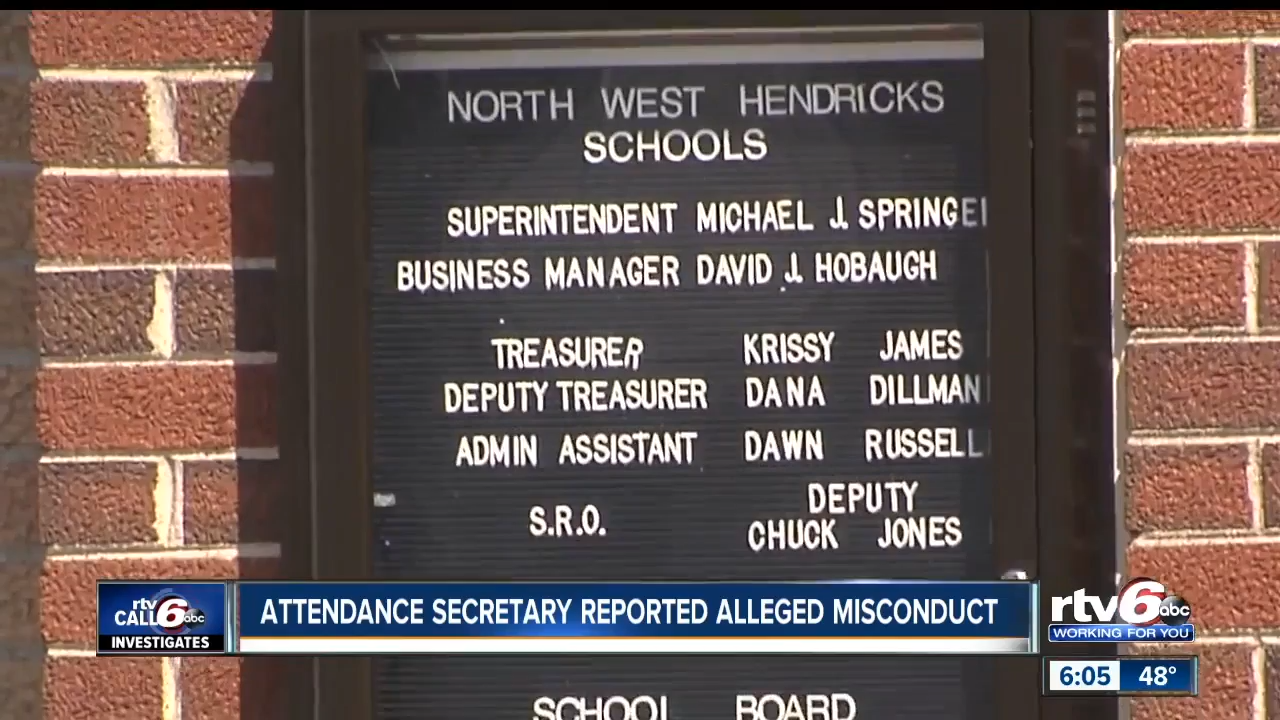 NORTH WEST HENDRICKS
SCHOOLS
SUPERINTENDENT MICHAEL J. SPRINGE
BUSINESS MANAGER DAVID J. HOBAUGH
TREASURER KRISSY JAMES
DEPUTY TREASURER DANA DILLMAN
ADMIN ASSISTANT DAWN RUSSELL
S.R.O. DEPUTY
CHUCK JONES
rtv6 abc
CALL 6
INVESTIGATES
ATTENDANCE SECRETARY REPORTED ALLEGED MISCONDUCT
rtv6 abc
WORKING FOR YOU
6:05 48°
SCHOOL BOARD